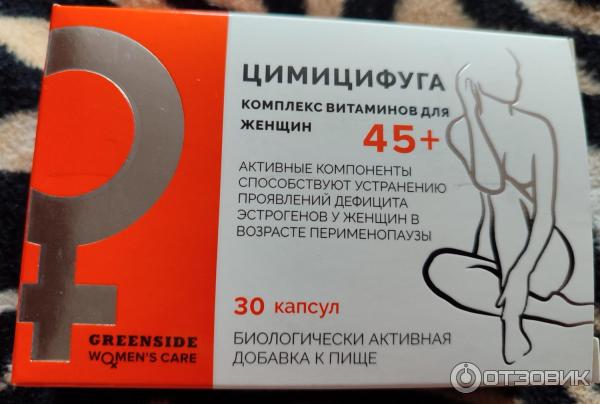 ЦИМИЦИФУГА
КОМПЛЕКС ВИТАМИНОВ ДЛЯ
ЖЕНЩИН 45+
АКТИВНЫЕ КОМПОНЕНТЫ
СПОСОБСТВУЮТ УСТРАНЕНИЮ
ПРОЯВЛЕНИЙ ДЕФИЦИТА
ЭСТРОГЕНОВ У ЖЕНЩИН В
ВОЗРАСТЕ ПЕРИМЕНОПАУЗЫ
30 капсул
GREENSIDE
WOMEN'S CARE
БИОЛОГИЧЕСКИ АКТИВНАЯ
ДОБАВКА К ПИЩЕ
ОТЗОВИК